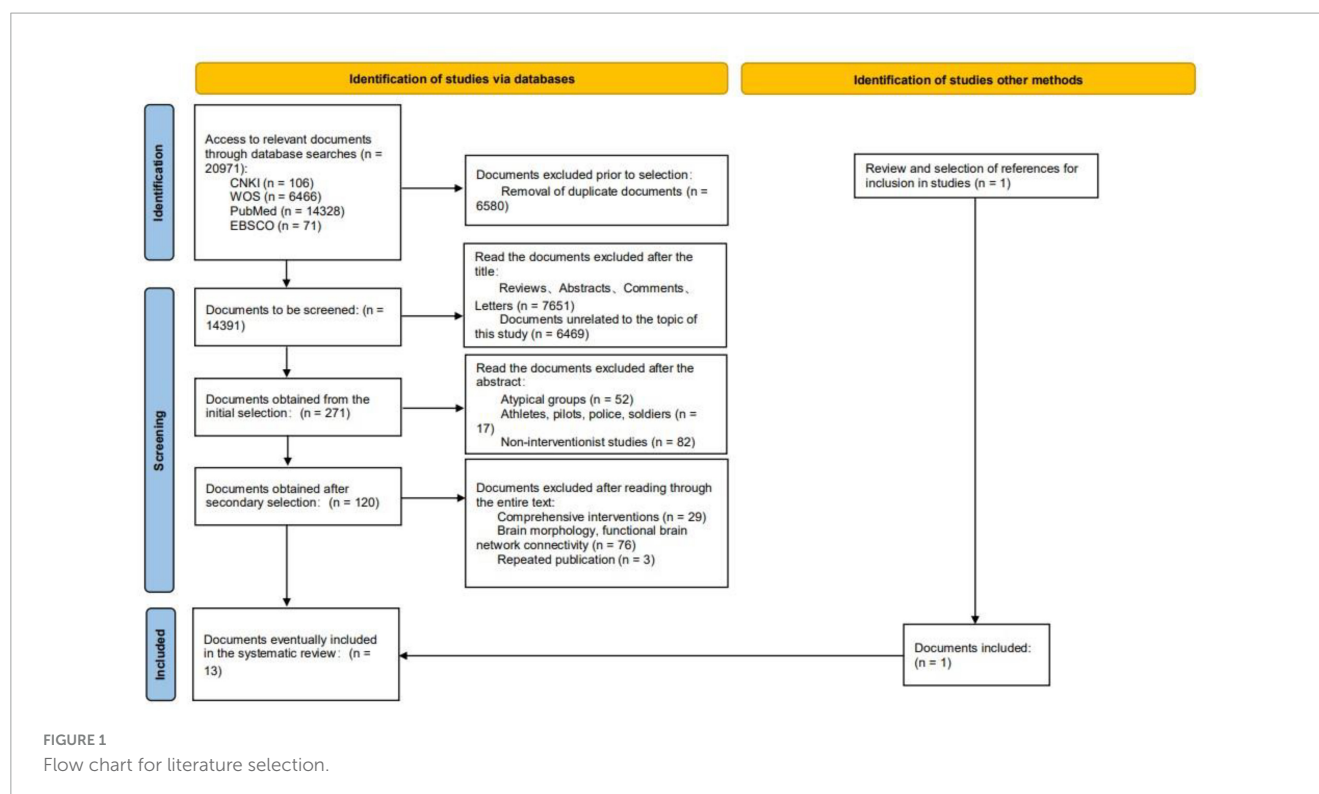 Identification of studies via databases
Identification of studies other methods
Identification
Access to relevant documents
through database searches (n =
20971):
CNKI (n = 106)
WOS (n = 6466)
PubMed (n = 14328)
EBSCO (n = 71)
Documents excluded prior to selection:
Removal of duplicate documents (n =
6580)
Review and selection of references for
inclusion in studies (n = 1)
Screening
Documents to be screened: (n =
14391)
Read the documents excluded after the
title:
Reviews、Abstracts、Comments、
Letters (n = 7651)
Documents unrelated to the topic of
this study (n = 6469)
Documents obtained from the
initial selection: (n = 271)
Read the documents excluded after the
abstract:
Atypical groups (n = 52)
Athletes, pilots, police, soldiers (n =
17)
Non-interventionist studies (n = 82)
Documents obtained after
secondary selection: (n = 120)
Documents excluded after reading through
the entire text:
Comprehensive interventions (n = 29)
Brain morphology, functional brain
network connectivity (n = 76)
Repeated publication (n = 3)
Included
Documents eventually included
in the systematic review: (n =
13)
Documents included:
(n = 1)
FIGURE 1
Flow chart for literature selection.